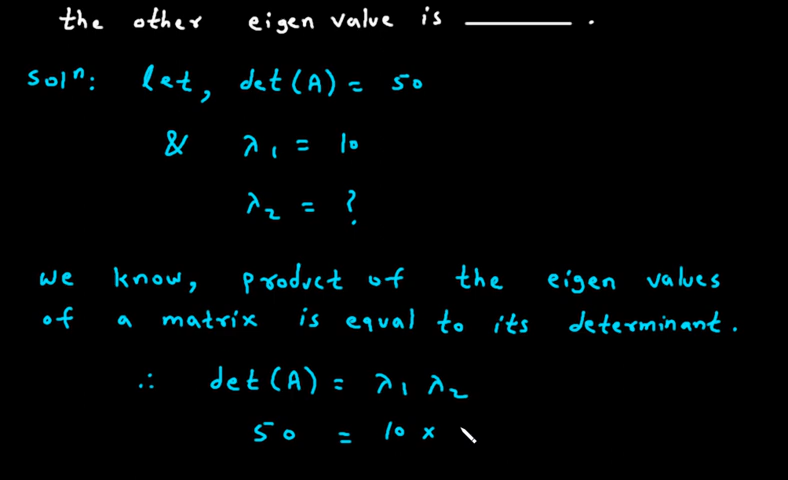 the other eigen value is ______ .
Solⁿ: let, det(A) = 50
& λ₁ = 10
λ₂ = ?
we know, product of the eigen values
of a matrix is equal to its determinant.
∴ det(A) = λ₁ λ₂
50 = 10 ×